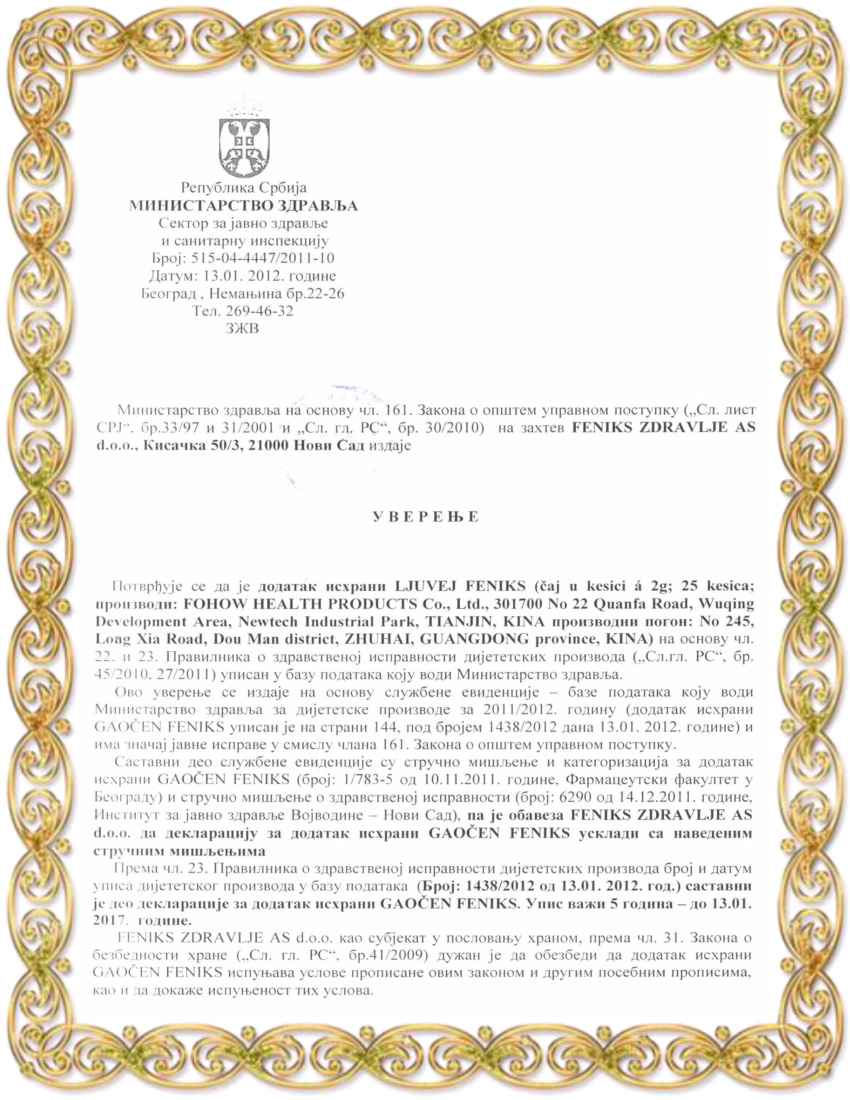 Република Србија
МИНИСТАРСТВО ЗДРАВЉА
Сектор за јавно здравље
и санитарну инспекцију
Број: 515-04-4447/2011-10
Датум: 13.01. 2012. године
Београд , Немањина бр.22-26
Тел. 269-46-32
ЗЖВ
Министарство здравља на основу чл. 161. Закона о општем управном поступку („Сл. лист
СРЈ“, бр.33/97 и 31/2001 и „Сл. гл. РС“, бр. 30/2010) на захтев FENIKS ZDRAVLJE AS
d.o.o., Кисачка 50/3, 21000 Нови Сад издаје
У В Е Р Е Њ Е
Потврђује се да је додатак исхрани LJUVEJ FENIKS (čaj u kesici á 2g; 25 kesica;
производи: FOHOW HEALTH PRODUCTS Co., Ltd., 301700 No 22 Quanfa Road, Wuqing
Development Area, Newtech Industrial Park, TIANJIN, KINA производни погон: No 245,
Long Xia Road, Dou Man district, ZHUHAI, GUANGDONG province, KINA) на основу чл.
22. и 23. Правилника о здравственој исправности дијететских производа („Сл.гл. РС“, бр.
45/2010, 27/2011) уписан у базу података коју води Министарство здравља.
Ово уверење се издаје на основу службене евиденције – базе података коју води
Министарство здравља за дијететске производе за 2011/2012. годину (додатак исхрани
GAOČEN FENIKS уписан је на страни 144, под бројем 1438/2012 дана 13.01. 2012. године) и
има значај јавне исправе у смислу члана 161. Закона о општем управном поступку.
Саставни део службене евиденције су стручно мишљење и категоризација за додатак
исхрани GAOČEN FENIKS (број: 1/783-5 од 10.11.2011. године, Фармацеутски факултет у
Београду) и стручно мишљење о здравственој исправности (број: 6290 од 14.12.2011. године,
Институт за јавно здравље Војводине – Нови Сад), па је обавеза FENIKS ZDRAVLJE AS
d.o.o. да декларацију за додатак исхрани GAOČEN FENIKS усклади са наведеним
стручним мишљењима
Према чл. 23. Правилника о здравственој исправности дијететских производа број и датум
уписа дијететског производа у базу података (Број: 1438/2012 од 13.01. 2012. год.) саставни
је део декларације за додатак исхрани GAOČEN FENIKS. Упис важи 5 година – до 13.01.
2017. године.
FENIKS ZDRAVLJE AS d.o.o. као субјекат у пословању храном, према чл. 31. Закона о
безбедности хране („Сл. гл. РС“, бр.41/2009) дужан је да обезбеди да додатак исхрани
GAOČEN FENIKS испуњава услове прописане овим законом и другим посебним прописима,
као и да докаже испуњеност тих услова.